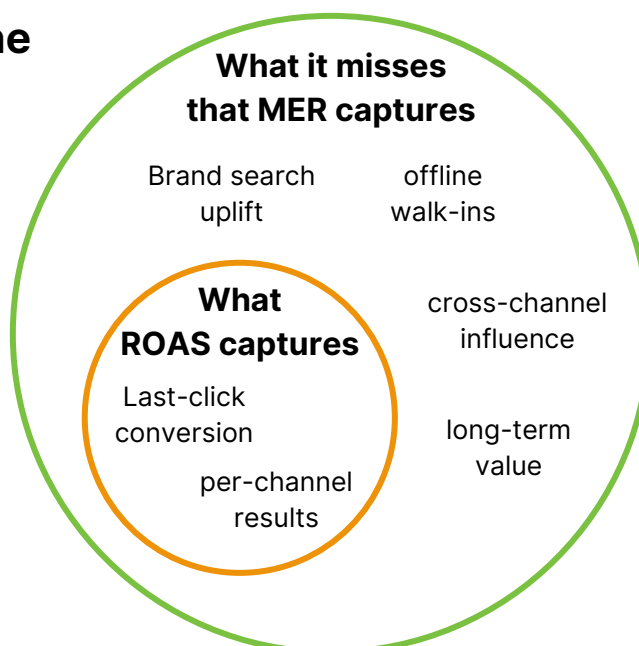 What it misses
that MER captures
Brand search
uplift
offline
walk-ins
What
ROAS captures
cross-channel
influence
Last-click
conversion
long-term
value
per-channel
results